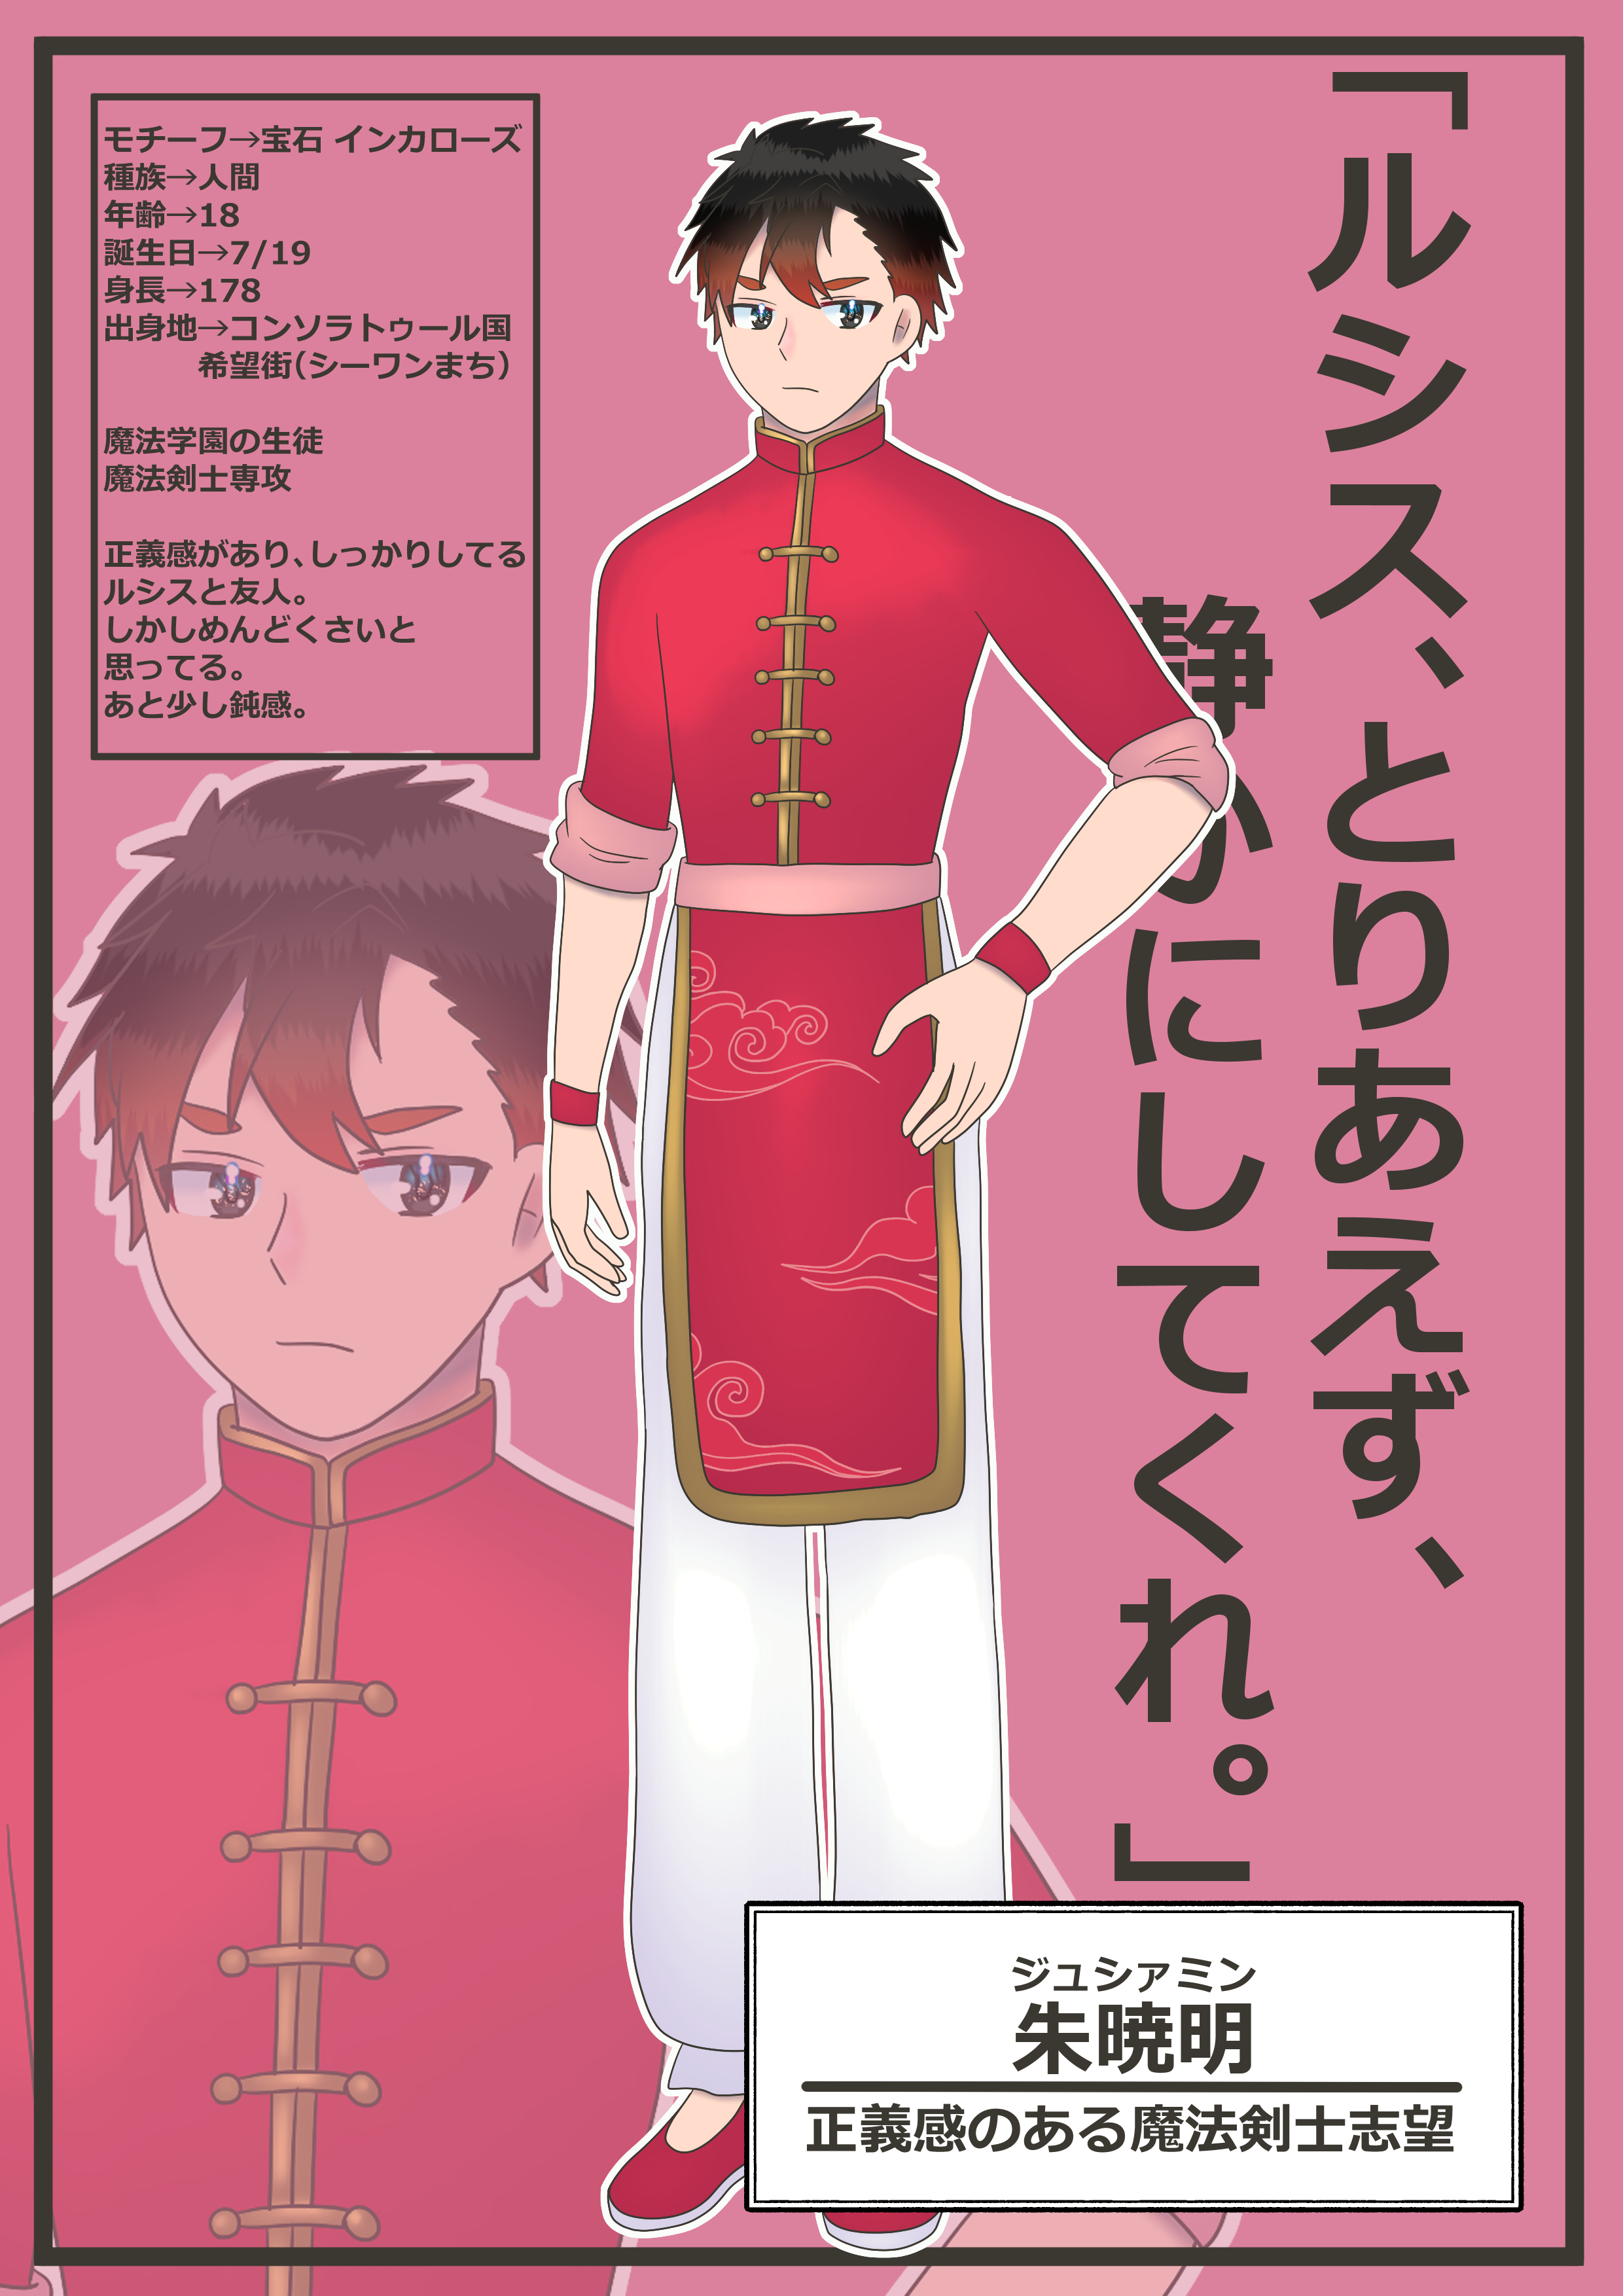 モチーフ→宝石 インカローズ
種族→人間
年齢→18
誕生日→7/19
身長→178
出身地→コンソラトゥール国
希望街(シーワンまち)
魔法学園の生徒
魔法剣士専攻
正義感があり、しっかりしてる
ルシスと友人。
しかしめんどくさいと
思ってる。
あと少し鈍感。
「ルシス、とりあえず、
静かにしてくれ。」
ジュシァミン
朱暁明
正義感のある魔法剣士志望